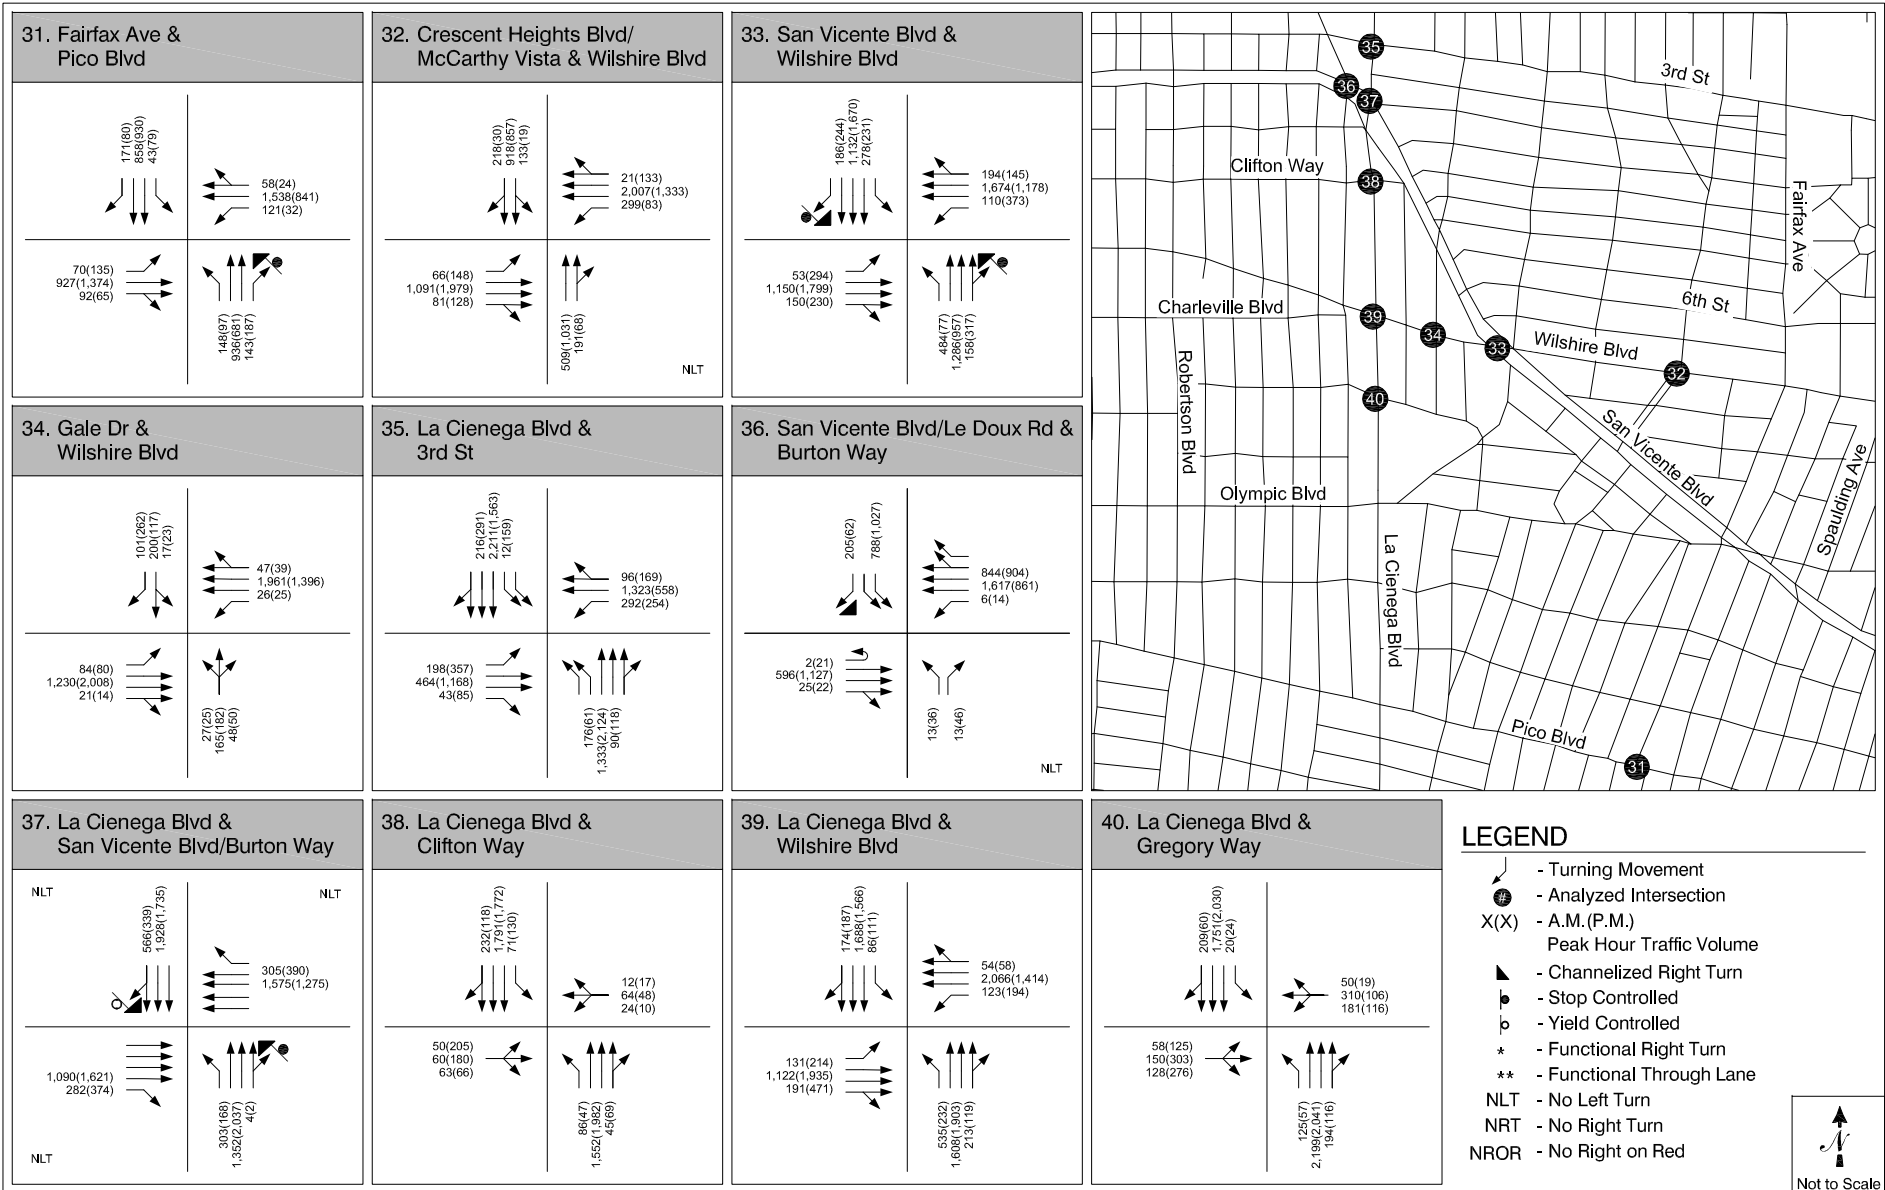 31. Fairfax Ave &
Pico Blvd
171(80)
858(930)
43(79)
58(24)
1,538(841)
121(32)
70(135)
927(1,374)
92(65)
148(97)
936(681)
143(187)
32. Crescent Heights Blvd/
McCarthy Vista & Wilshire Blvd
218(30)
918(857)
133(19)
21(133)
2,007(1,333)
299(83)
66(148)
1,091(1,979)
81(128)
509(1,031)
191(68)
NLT
33. San Vicente Blvd &
Wilshire Blvd
186(244)
1,132(1,670)
278(231)
194(145)
1,674(1,178)
110(373)
53(294)
1,150(1,799)
150(230)
484(77)
1,286(957)
158(317)
34. Gale Dr &
Wilshire Blvd
101(262)
200(117)
17(23)
47(39)
1,961(1,396)
26(25)
84(80)
1,230(2,008)
21(14)
27(25)
165(182)
48(50)
35. La Cienega Blvd &
3rd St
216(291)
2,211(1,563)
12(159)
96(169)
1,323(558)
292(254)
198(357)
464(1,168)
43(85)
176(61)
1,333(2,124)
90(118)
36. San Vicente Blvd/Le Doux Rd &
Burton Way
205(62)
788(1,027)
844(904)
1,617(861)
6(14)
2(21)
596(1,127)
25(22)
13(36)
13(46)
NLT
37. La Cienega Blvd &
San Vicente Blvd/Burton Way
NLT
NLT
566(339)
1,928(1,735)
305(390)
1,575(1,275)
1,090(1,621)
282(374)
303(168)
1,352(2,037)
4(2)
NLT
38. La Cienega Blvd &
Clifton Way
232(118)
1,791(1,772)
71(130)
12(17)
64(48)
24(10)
50(205)
60(180)
63(66)
86(47)
1,552(1,982)
45(69)
39. La Cienega Blvd &
Wilshire Blvd
174(187)
1,688(1,566)
86(111)
54(58)
2,066(1,414)
123(194)
131(214)
1,122(1,935)
191(471)
535(232)
1,608(1,903)
213(119)
40. La Cienega Blvd &
Gregory Way
209(60)
1,751(2,030)
20(24)
50(19)
310(106)
181(116)
58(125)
150(303)
128(276)
125(57)
2,199(2,041)
194(116)
35
3rd St
36
37
Clifton Way
38
Fairfax Ave
6th St
Charleville Blvd
39
34
33
Wilshire Blvd
32
Robertson Blvd
40
San Vicente Blvd
Olympic Blvd
Spaulding Ave
La Cienega Blvd
Pico Blvd
31
LEGEND
- Turning Movement
# - Analyzed Intersection
X(X) - A.M.(P.M.)
Peak Hour Traffic Volume
- Channelized Right Turn
- Stop Controlled
- Yield Controlled
* - Functional Right Turn
** - Functional Through Lane
NLT - No Left Turn
NRT - No Right Turn
NROR - No Right on Red
N
Not to Scale